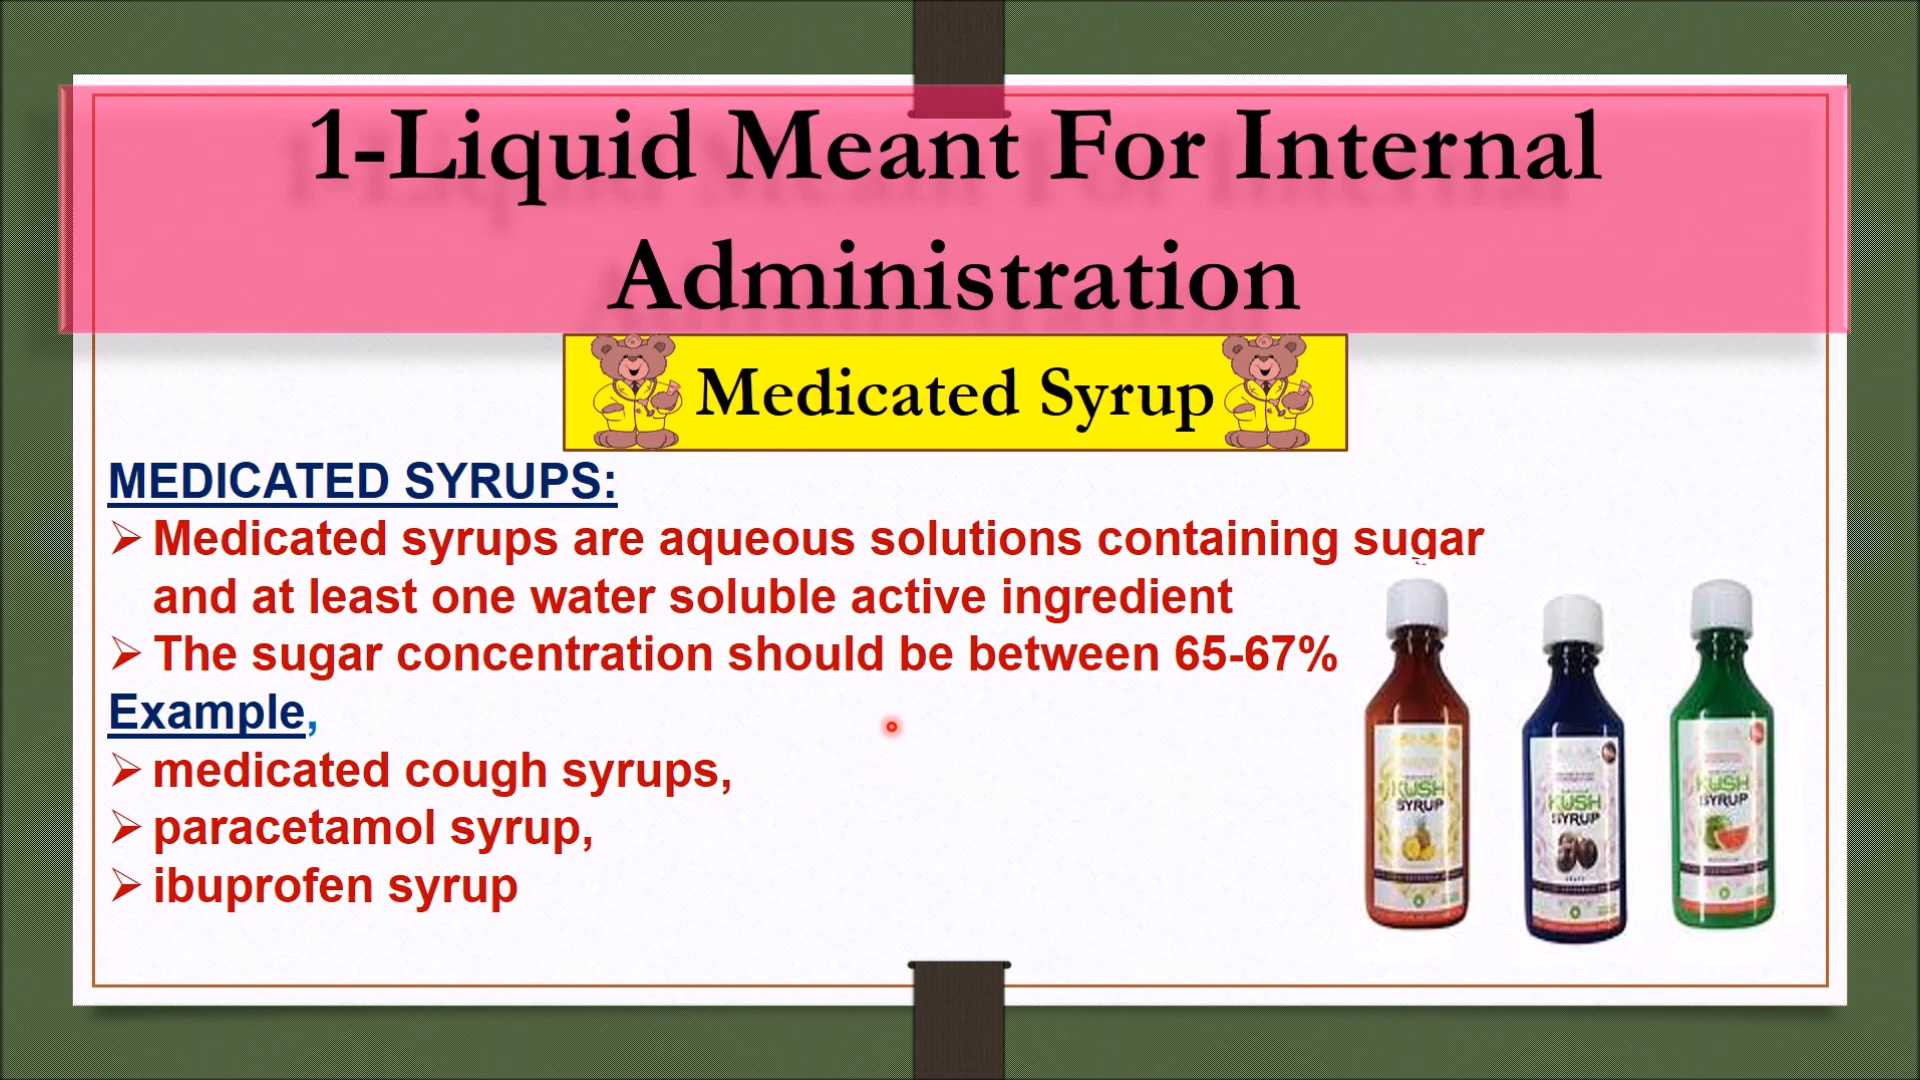 1-Liquid Meant For Internal
Administration
Medicated Syrup
MEDICATED SYRUPS:
➢ Medicated syrups are aqueous solutions containing sugar
and at least one water soluble active ingredient
➢ The sugar concentration should be between 65-67%
Example,
➢ medicated cough syrups,
➢ paracetamol syrup,
➢ ibuprofen syrup
KUSH
SYRUP
KUSH
SYRUP
KUSH
SYRUP